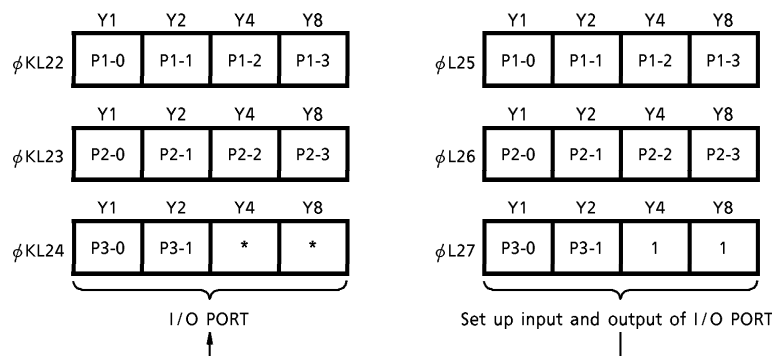 Y1 Y2 Y4 Y8
φKL22 P1-0 P1-1 P1-2 P1-3
Y1 Y2 Y4 Y8
φKL23 P2-0 P2-1 P2-2 P2-3
Y1 Y2 Y4 Y8
φKL24 P3-0 P3-1 * *
I/O PORT
Y1 Y2 Y4 Y8
φL25 P1-0 P1-1 P1-2 P1-3
Y1 Y2 Y4 Y8
φL26 P2-0 P2-1 P2-2 P2-3
Y1 Y2 Y4 Y8
φL27 P3-0 P3-1 1 1
Set up input and output of I/O PORT